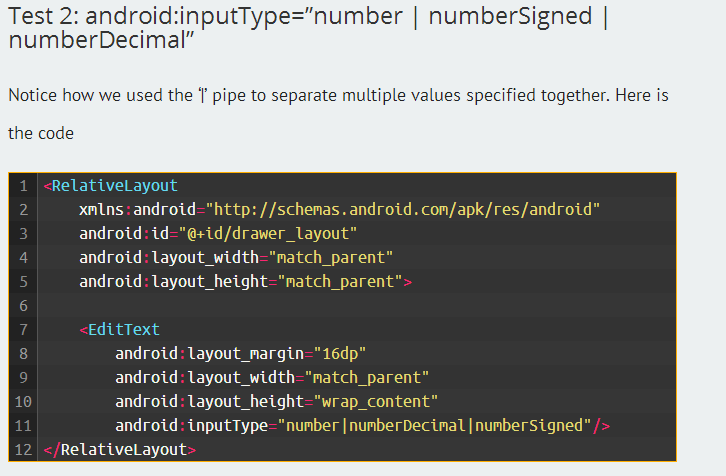 Test 2: android:inputType=”number | numberSigned |
numberDecimal”
Notice how we used the ‘|’ pipe to separate multiple values specified together. Here is
the code
1 <RelativeLayout
2 xmlns:android="http://schemas.android.com/apk/res/android"
3 android:id="@+id/drawer_layout"
4 android:layout_width="match_parent"
5 android:layout_height="match_parent">
6
7 <EditText
8 android:layout_margin="16dp"
9 android:layout_width="match_parent"
10 android:layout_height="wrap_content"
11 android:inputType="number|numberDecimal|numberSigned"/>
12 </RelativeLayout>